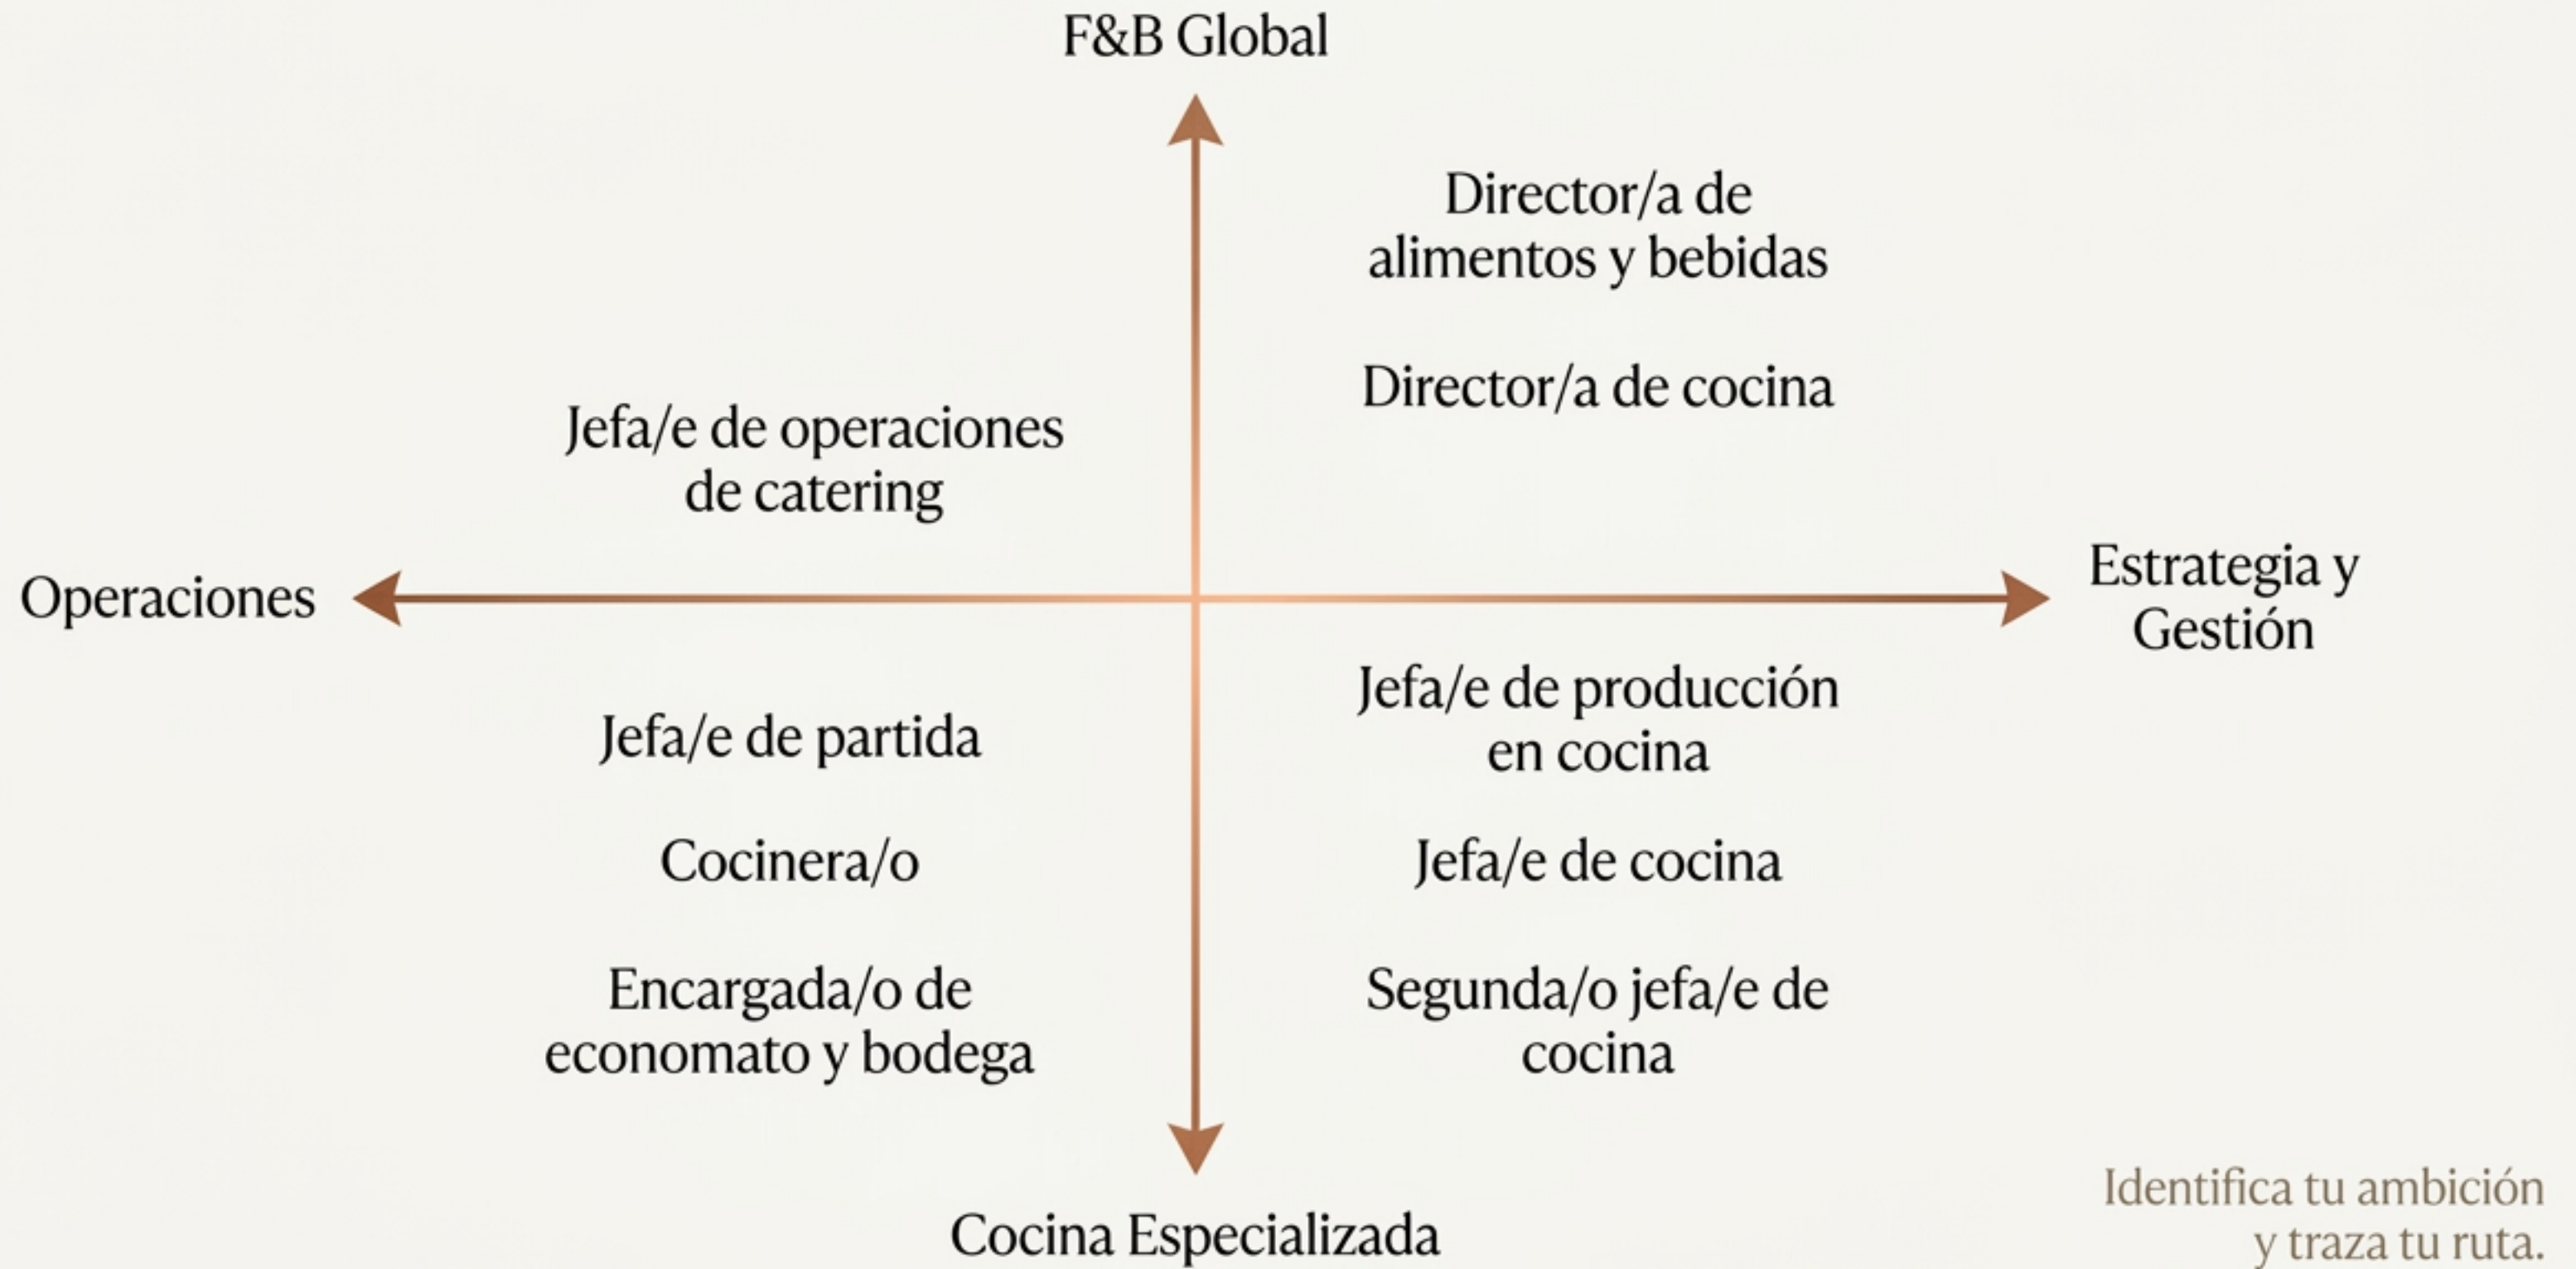 F&B Global
Director/a de
alimentos y bebidas
Director/a de cocina
Jefa/e de operaciones
de catering
Operaciones
Estrategia y
Gestión
Jefa/e de partida
Cocinera/o
Encargada/o de
economato y bodega
Jefa/e de producción
en cocina
Jefa/e de cocina
Segunda/o jefa/e de
cocina
Cocina Especializada
Identifica tu ambición
y traza tu ruta.